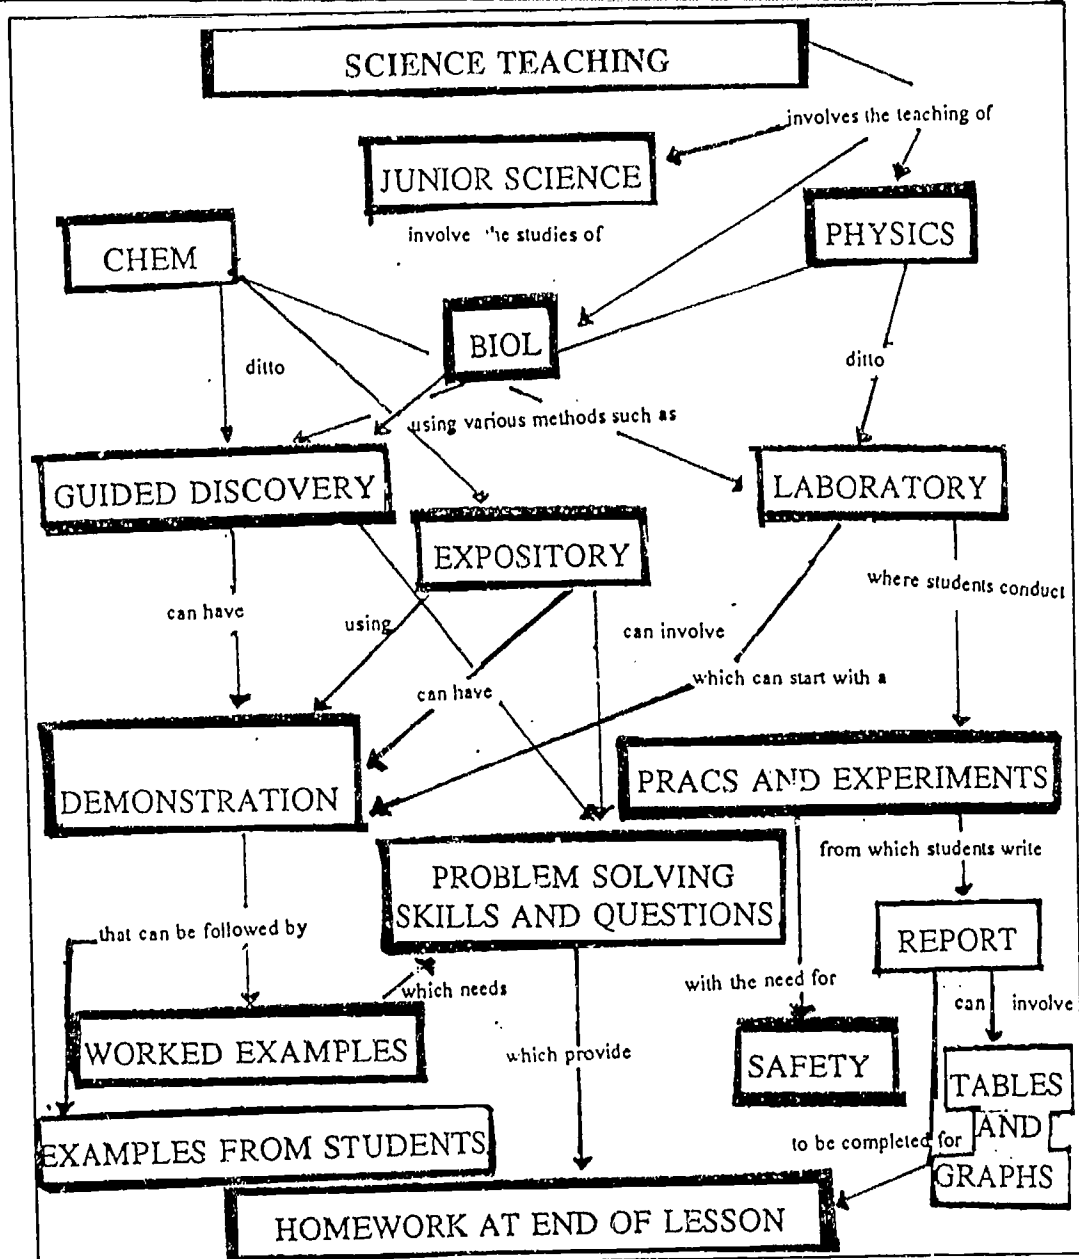 SCIENCE TEACHING
involves the teaching of
JUNIOR SCIENCE
involve the studies of
PHYSICS
CHEM
BIOL
ditto
ditto
using various methods such as
GUIDED DISCOVERY
LABORATORY
EXPOSITORY
where students conduct
can have
using
can involve
can have
which can start with a
PRACS AND EXPERIMENTS
DEMONSTRATION
from which students write
PROBLEM SOLVING
SKILLS AND QUESTIONS
REPORT
that can be followed by
which needs
with the need for
can involve
WORKED EXAMPLES
which provide
SAFETY
TABLES
AND
GRAPHS
EXAMPLES FROM STUDENTS
to be completed for
HOMEWORK AT END OF LESSON